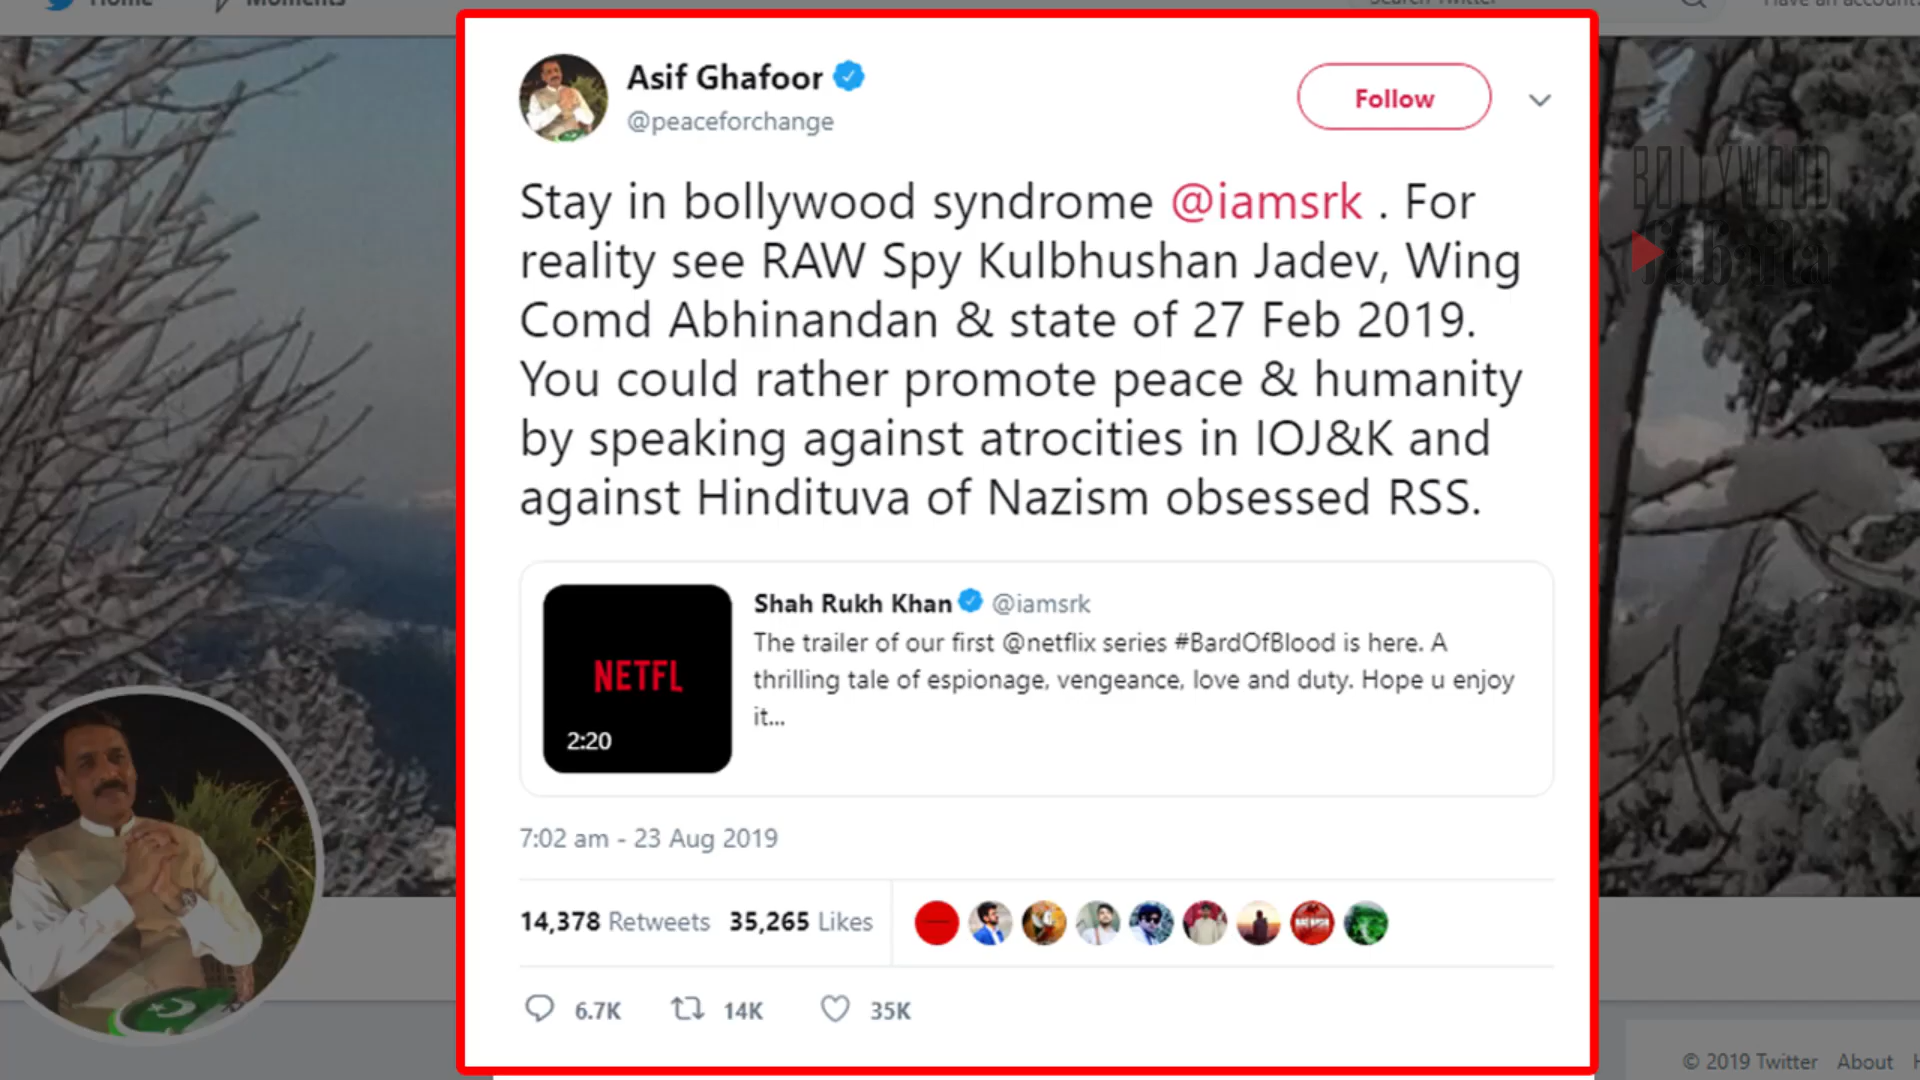 Home
Moments
Search Twitter
Have an account
Asif Ghafoor
@peaceforchange
Follow
Stay in bollywood syndrome @iamsrk . For
reality see RAW Spy Kulbhushan Jadev, Wing
Comd Abhinandan & state of 27 Feb 2019.
You could rather promote peace & humanity
by speaking against atrocities in IOJ&K and
against Hindituva of Nazism obsessed RSS.
NETFL
2:20
Shah Rukh Khan @iamsrk
The trailer of our first @netflix series #BardOfBlood is here. A
thrilling tale of espionage, vengeance, love and duty. Hope u enjoy
it...
7:02 am - 23 Aug 2019
14,378 Retweets 35,265 Likes
6.7K 14K 35K
BOLLYWOOD
© 2019 Twitter About